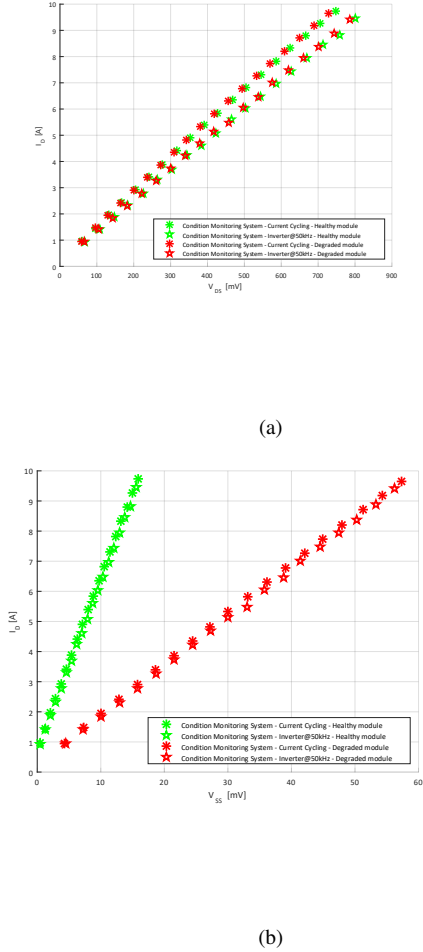 10
9
8
7
6
5
4
3
2
1
0
I_D [A]
0 100 200 300 400 500 600 700 800 900
V_DS [mV]
Condition Monitoring System - Current Cycling - Healthy module
Condition Monitoring System - Inverter@50kHz - Healthy module
Condition Monitoring System - Current Cycling - Degraded module
Condition Monitoring System - Inverter@50kHz - Degraded module
(a)
10
9
8
7
6
5
4
3
2
1
0
I_D [A]
0 10 20 30 40 50 60
V_SS [mV]
Condition Monitoring System - Current Cycling - Healthy module
Condition Monitoring System - Inverter@50kHz - Healthy module
Condition Monitoring System - Current Cycling - Degraded module
Condition Monitoring System - Inverter@50kHz - Degraded module
(b)